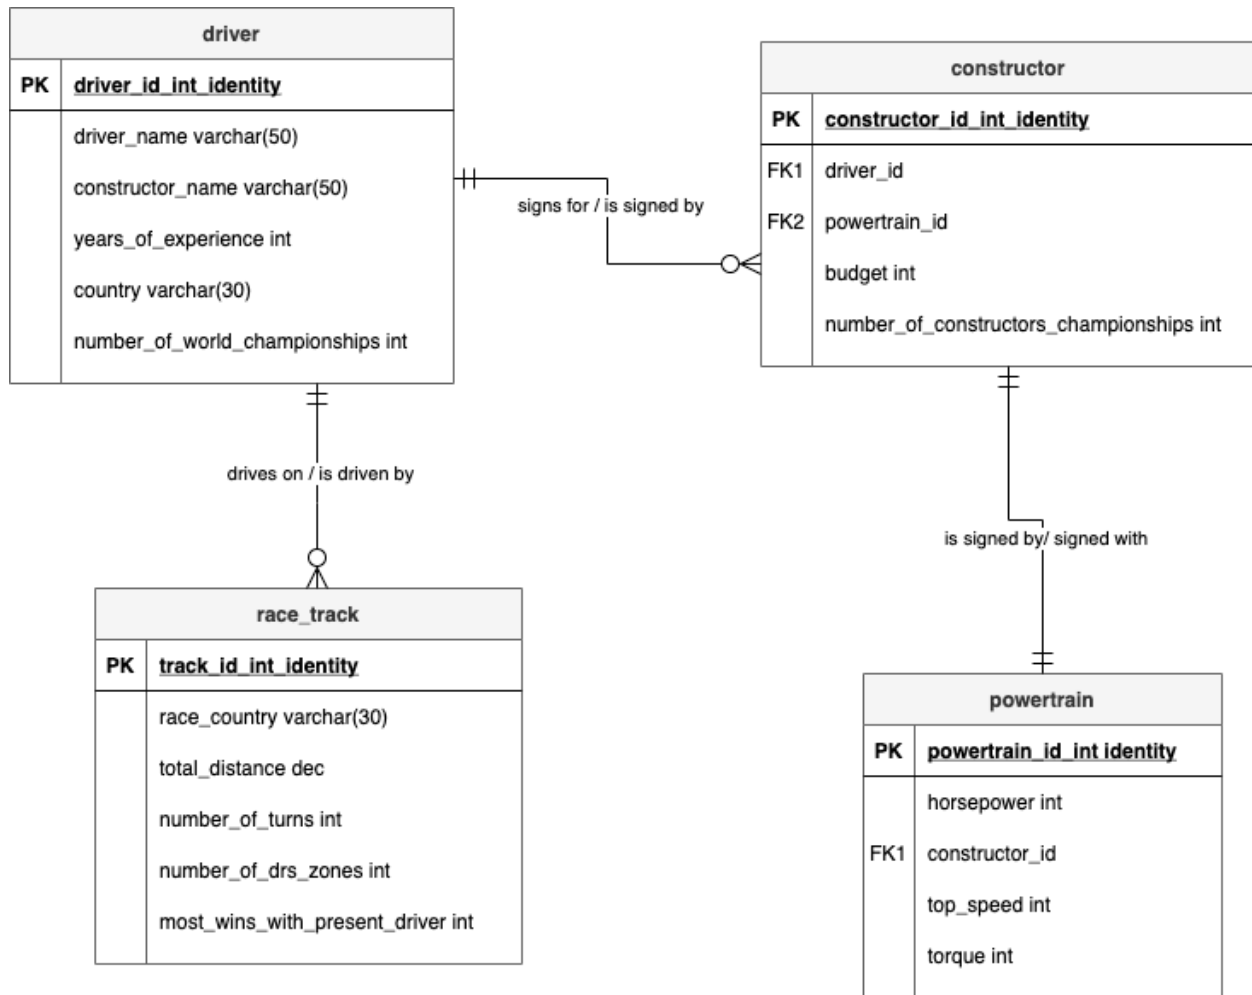 driver
PK driver_id_int_identity
driver_name varchar(50)
constructor_name varchar(50)
years_of_experience int
country varchar(30)
number_of_world_championships int
signs for / is signed by
constructor
PK constructor_id_int_identity
FK1 driver_id
FK2 powertrain_id
budget int
number_of_constructors_championships int
drives on / is driven by
is signed by/ signed with
race_track
PK track_id_int_identity
race_country varchar(30)
total_distance dec
number_of_turns int
number_of_drs_zones int
most_wins_with_present_driver int
powertrain
PK powertrain_id_int identity
horsepower int
FK1 constructor_id
top_speed int
torque int